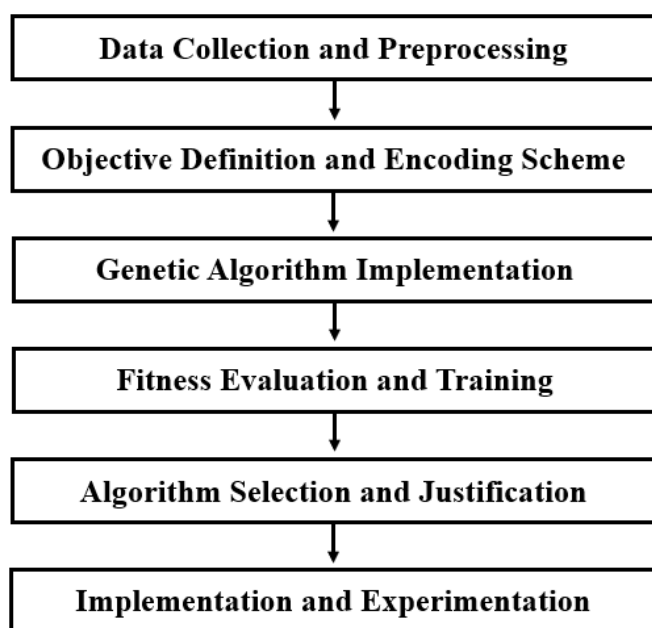 Data Collection and Preprocessing
Objective Definition and Encoding Scheme
Genetic Algorithm Implementation
Fitness Evaluation and Training
Algorithm Selection and Justification
Implementation and Experimentation